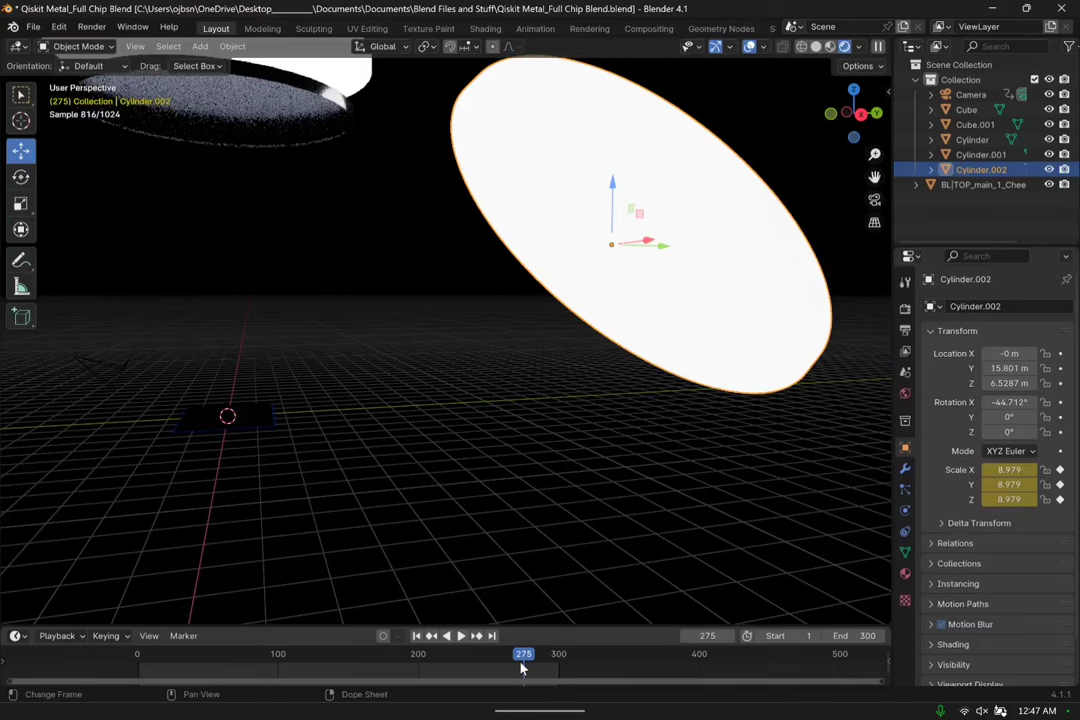 * Qiskit Metal_Full Chip Blend [C:\Users\ojbsn\OneDrive\Desktop_________\Documents\Documents\Blend Files and Stuff\Qiskit Metal_Full Chip Blend.blend] - Blender 4.1
File Edit Render Window Help Layout Modeling Sculpting UV Editing Texture Paint Shading Animation Rendering Compositing Geometry Nodes S Scene ViewLayer
Object Mode View Select Add Object Global Search
Orientation: Default Drag: Select Box Options
User Perspective
(275) Collection | Cylinder.002
Sample 816/1024
Z
X
Y
Scene Collection
Collection
Camera
Cube
Cube.001
Cylinder
Cylinder.001
Cylinder.002
BL|TOP_main_1_Chee
Search
Cylinder.002
Cylinder.002
Transform
Location X -0 m
Y 15.801 m
Z 6.5287 m
Rotation X -44.712°
Y 0°
Z 0°
Mode XYZ Euler
Scale X 8.979
Y 8.979
Z 8.979
Delta Transform
Relations
Collections
Instancing
Motion Paths
Motion Blur
Shading
Visibility
Viewport Display
Playback Keying View Marker 275 Start 1 End 300
0 100 200 275 300 400 500
Change Frame Pan View Dope Sheet 4.1.1
12:47 AM